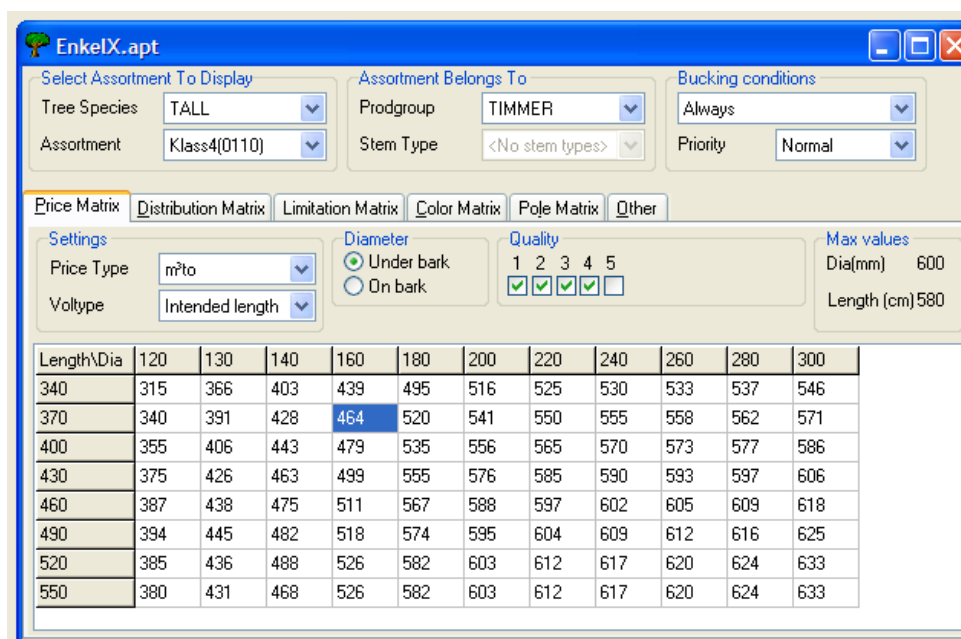 EnkelX.apt
Select Assortment To Display
Assortment Belongs To
Bucking conditions
Tree Species TALL
Prodgroup TIMMER
Always
Assortment Klass4(0110)
Stem Type <No stem types>
Priority Normal
Price Matrix Distribution Matrix Limitation Matrix Color Matrix Pole Matrix Other
Settings
Diameter
Quality
Max values
Price Type m³to
Under bark
1 2 3 4 5
Dia(mm) 600
Voltype Intended length
On bark
Length (cm) 580
Length\Dia 120 130 140 160 180 200 220 240 260 280 300
340 315 366 403 439 495 516 525 530 533 537 546
370 340 391 428 464 520 541 550 555 558 562 571
400 355 406 443 479 535 556 565 570 573 577 586
430 375 426 463 499 555 576 585 590 593 597 606
460 387 438 475 511 567 588 597 602 605 609 618
490 394 445 482 518 574 595 604 609 612 616 625
520 385 436 488 526 582 603 612 617 620 624 633
550 380 431 468 526 582 603 612 617 620 624 633